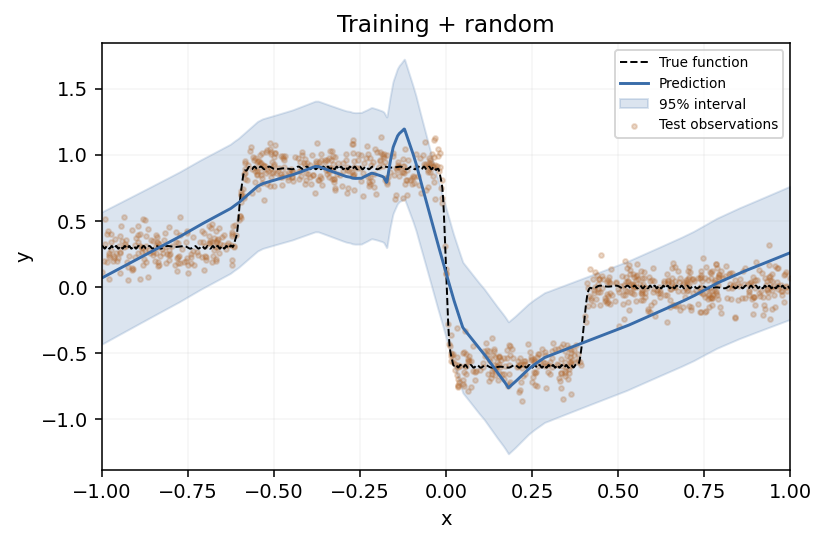 Training + random
True function
Prediction
95% interval
Test observations
y
1.5
1.0
0.5
0.0
−0.5
−1.0
−1.00 −0.75 −0.50 −0.25 0.00 0.25 0.50 0.75 1.00
x